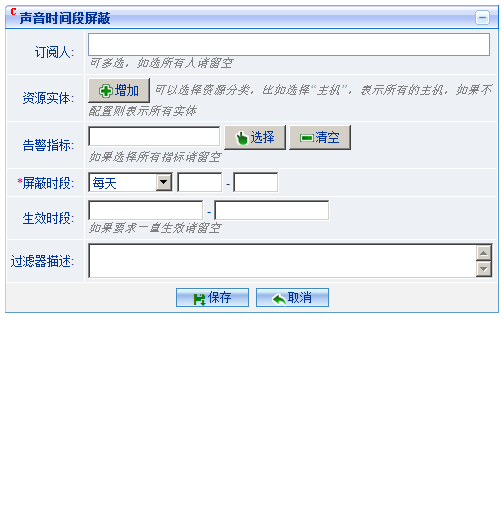 声音时间段屏蔽
订阅人:
可多选，如选所有人请留空
资源实体: 增加 可以选择资源分类，比如选择"主机"，表示所有的主机，如果不
配置则表示所有实体
告警指标: 选择 清空
如果选择所有指标请留空
*屏蔽时段: 每天 -
生效时段: -
如果要求一直生效请留空
过滤器描述:
保存 取消